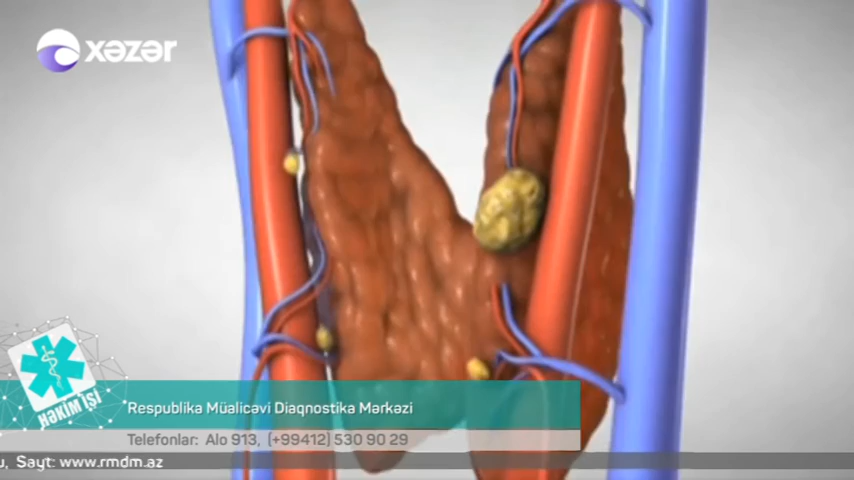 xəzər
HƏKİM İŞİ
Respublika Müalicəvi Diaqnostika Mərkəzi
Telefonlar: Alo 913, (+99412) 530 90 29
u, Sayt: www.rmdm.az